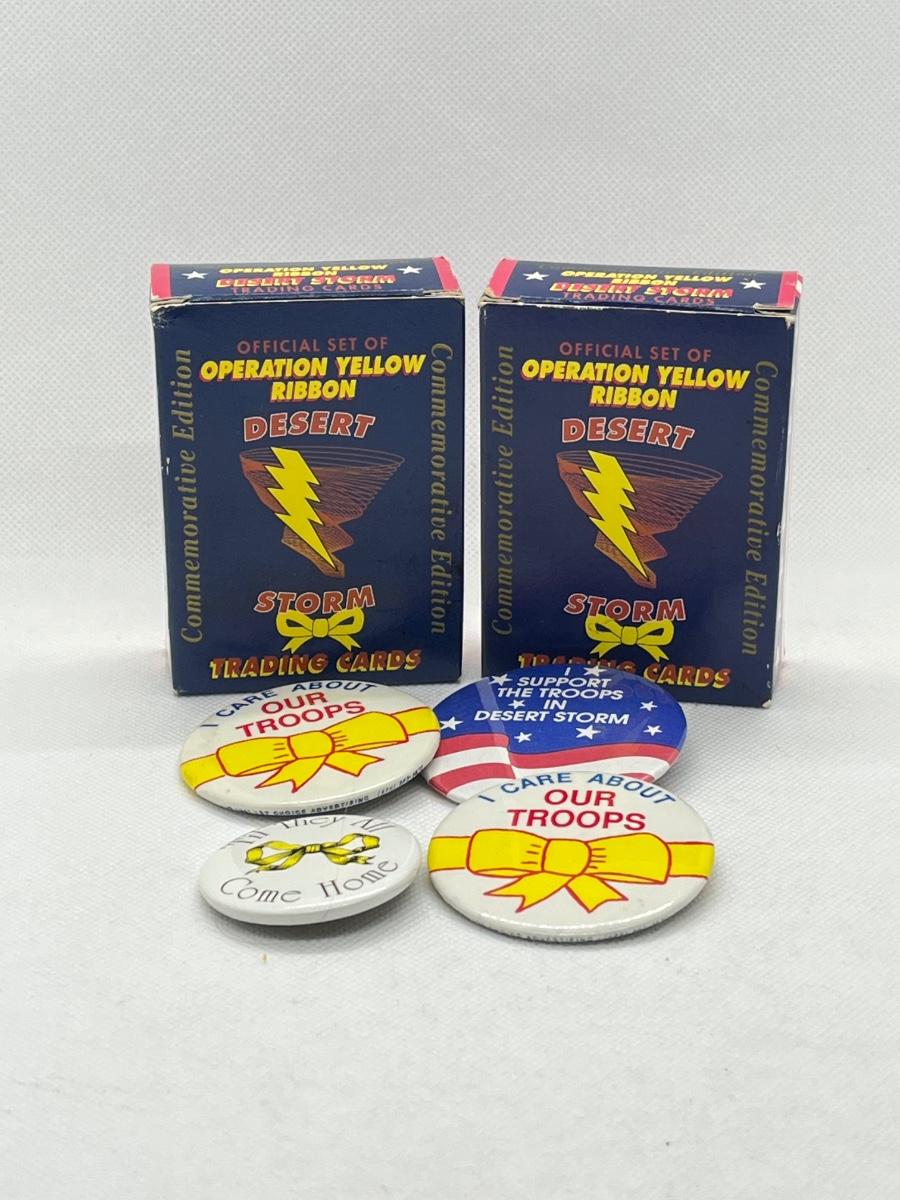 OPERATION YELLOW
RIBBON
DESERT STORM
TRADING CARDS
Commemorative Edition
OFFICIAL SET OF
OPERATION YELLOW
RIBBON
DESERT
STORM
TRADING CARDS
Commemorative Edition
OPERATION YELLOW
RIBBON
DESERT STORM
TRADING CARDS
Commemorative Edition
OFFICIAL SET OF
OPERATION YELLOW
RIBBON
DESERT
STORM
TRADING CARDS
Commemorative Edition
I CARE ABOUT
OUR
TROOPS
I
SUPPORT
THE TROOPS
IN
DESERT STORM
They
Come Home
I CARE ABOUT
OUR
TROOPS